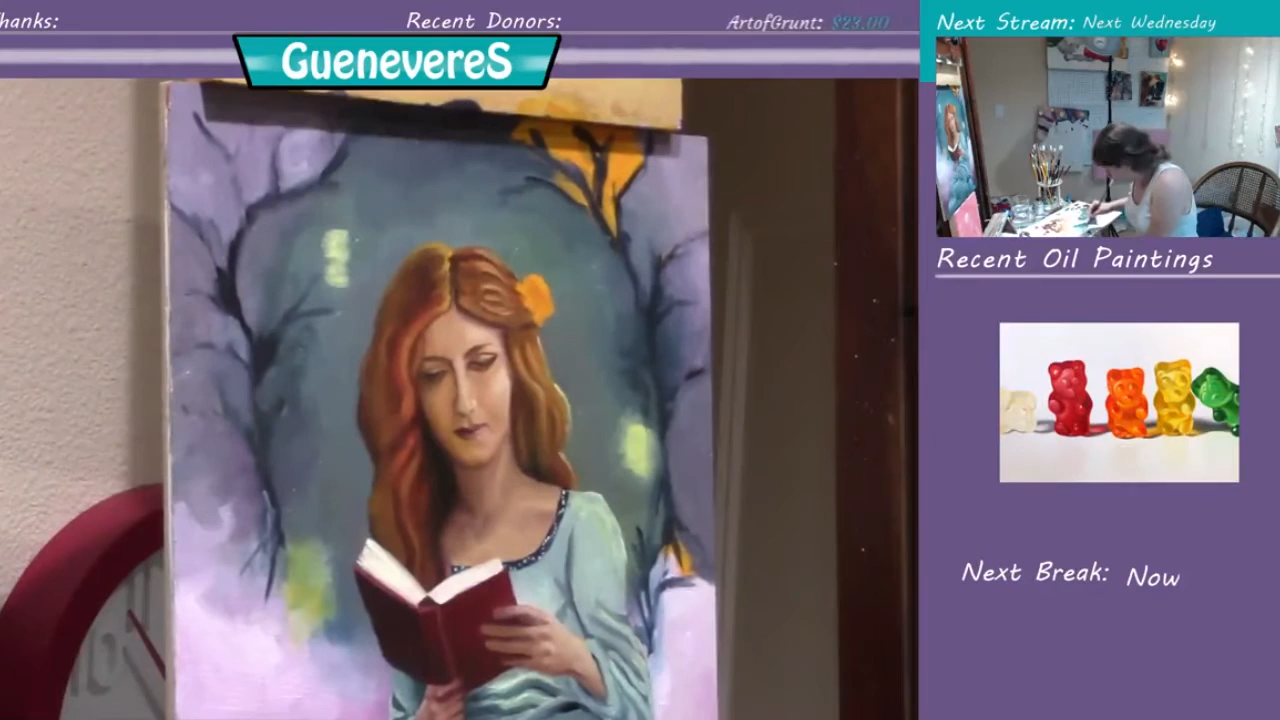 hanks:
Recent Donors:
ArtofGrunt: $23.00
GuenevereS
Next Stream: Next Wednesday
Recent Oil Paintings
Next Break: Now